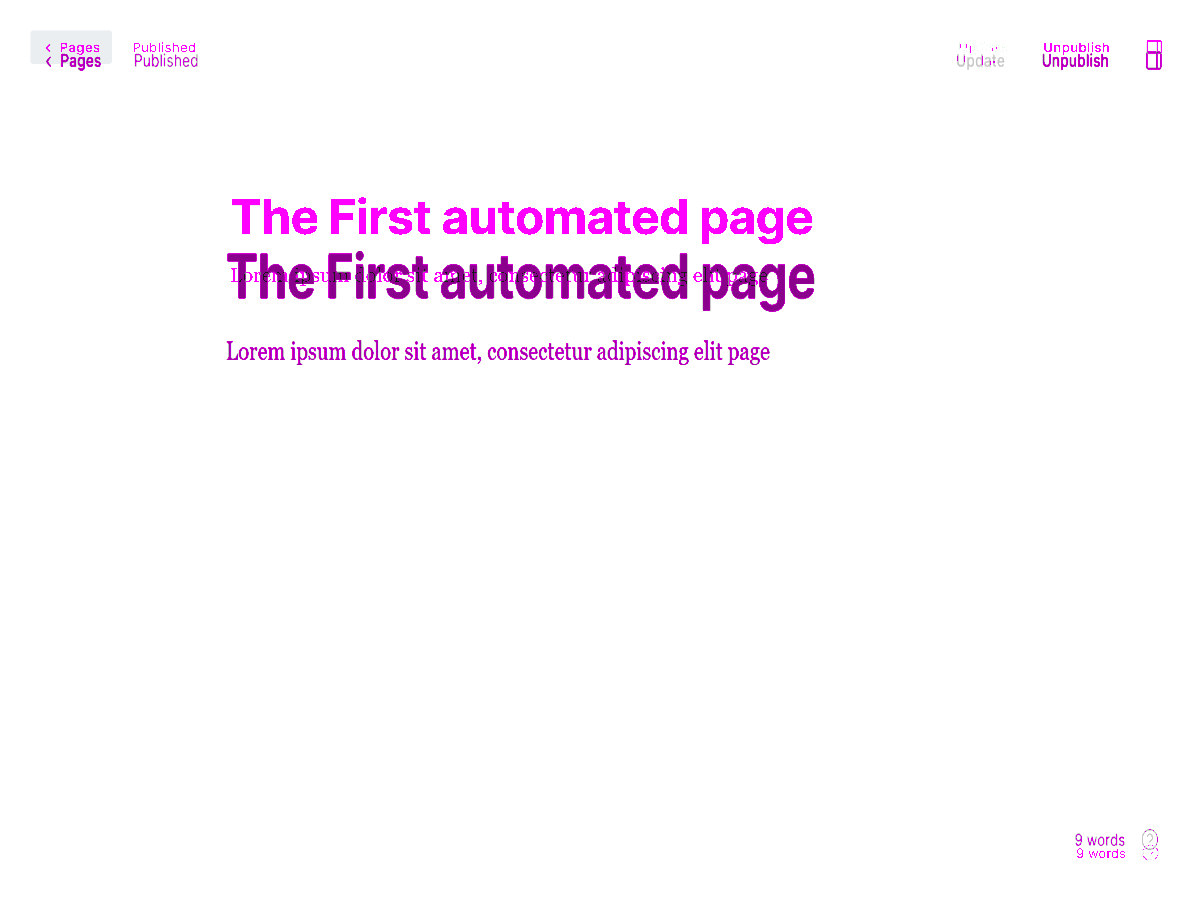 Pages Published Unpublish
Pages Published Update Unpublish
The First automated page
Lorem ipsum dolor sit amet, consectetur adipiscing elit page
The First automated page
Lorem ipsum dolor sit amet, consectetur adipiscing elit page
9 words ?
9 words